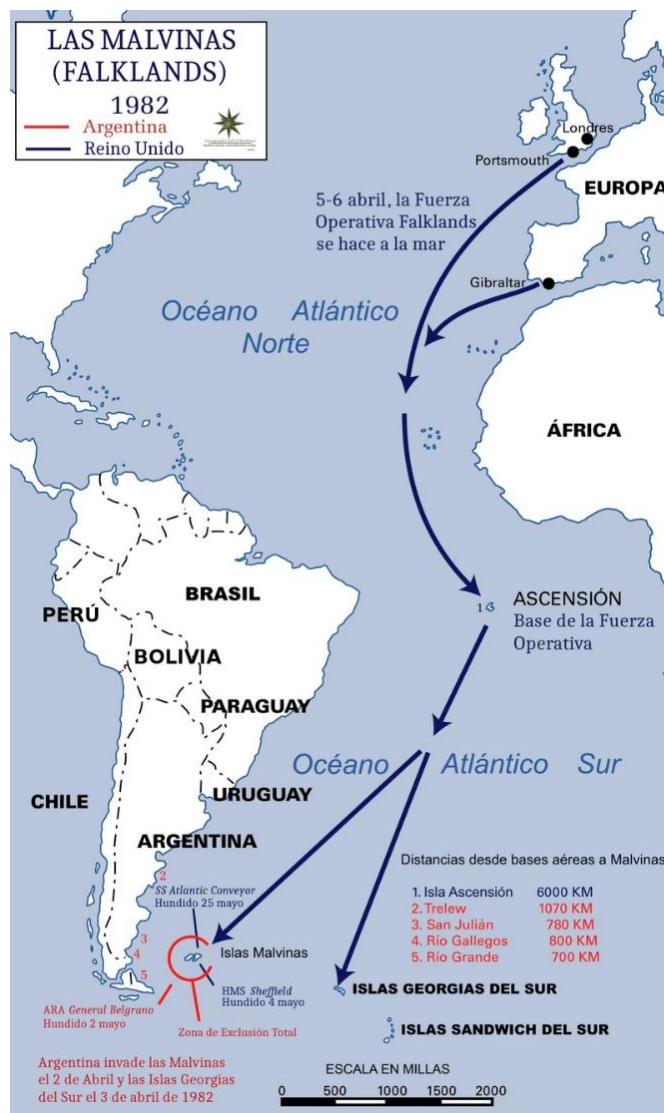 LAS MALVINAS
(FALKLANDS)
1982
Argentina
Reino Unido
Londres
Portsmouth
EUROPA
5-6 abril, la Fuerza
Operativa Falklands
se hace a la mar
Gibraltar
Océano Atlántico
Norte
ÁFRICA
BRASIL
PERÚ
BOLIVIA
PARAGUAY
1 ASCENSIÓN
Base de la Fuerza
Operativa
Océano Atlántico Sur
CHILE
URUGUAY
ARGENTINA
2
SS Atlantic Conveyor
Hundido 25 mayo
3
4
5
Islas Malvinas
HMS Sheffield
Hundido 4 mayo
ARA General Belgrano
Hundido 2 mayo
Zona de Exclusión Total
Distancias desde bases aéreas a Malvinas
1. Isla Ascensión 6000 KM
2. Trelew 1070 KM
3. San Julián 780 KM
4. Río Gallegos 800 KM
5. Río Grande 700 KM
ISLAS GEORGIAS DEL SUR
ISLAS SANDWICH DEL SUR
Argentina invade las Malvinas
el 2 de Abril y las Islas Georgias
del Sur el 3 de abril de 1982
ESCALA EN MILLAS
0 500 1000 1500 2000